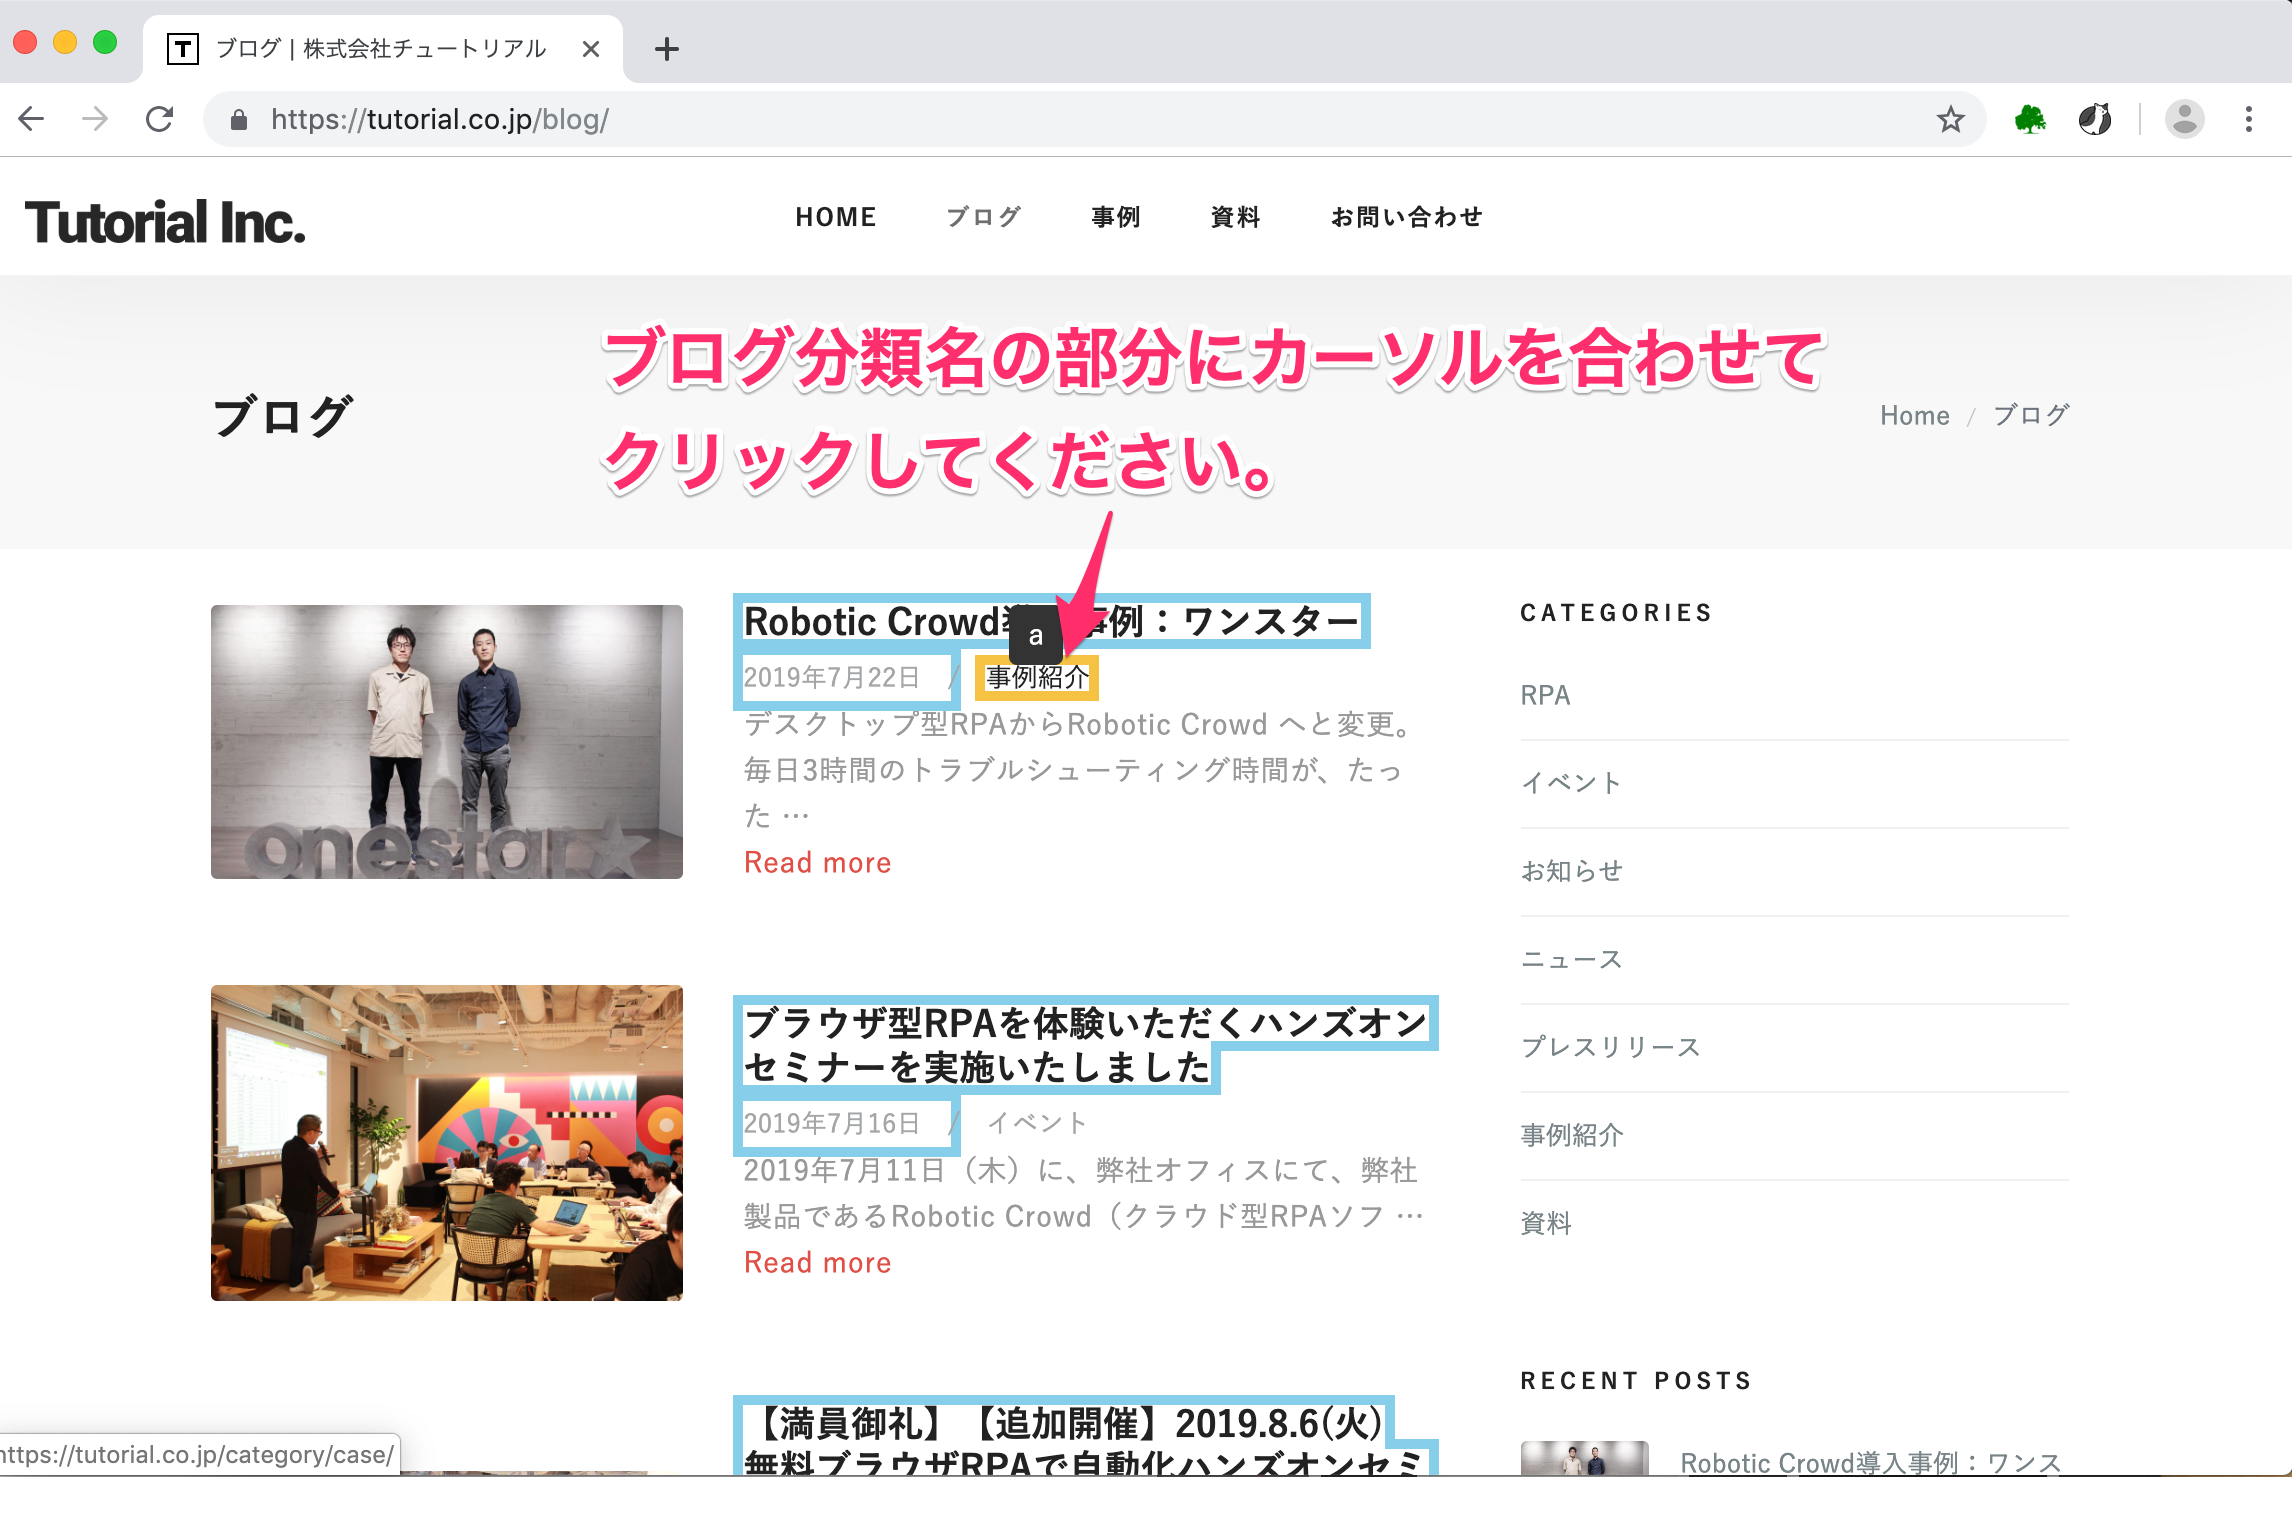 ブログ | 株式会社チュートリアル
https://tutorial.co.jp/blog/
Tutorial Inc.
HOME ブログ 事例 資料 お問い合わせ
ブログ分類名の部分にカーソルを合わせて
クリックしてください。
ブログ
Home / ブログ
Robotic Crowd導入事例：ワンスター
a
2019年7月22日 / 事例紹介
デスクトップ型RPAからRobotic Crowd へと変更。
毎日3時間のトラブルシューティング時間が、たっ
た …
Read more
onestar
ブラウザ型RPAを体験いただくハンズオン
セミナーを実施いたしました
2019年7月16日 / イベント
2019年7月11日（木）に、弊社オフィスにて、弊社
製品であるRobotic Crowd（クラウド型RPAソフ …
Read more
【満員御礼】【追加開催】2019.8.6(火)
無料ブラウザRPAで自動化ハンズオンセミ
CATEGORIES
RPA
イベント
お知らせ
ニュース
プレスリリース
事例紹介
資料
RECENT POSTS
Robotic Crowd導入事例：ワンス
https://tutorial.co.jp/category/case/